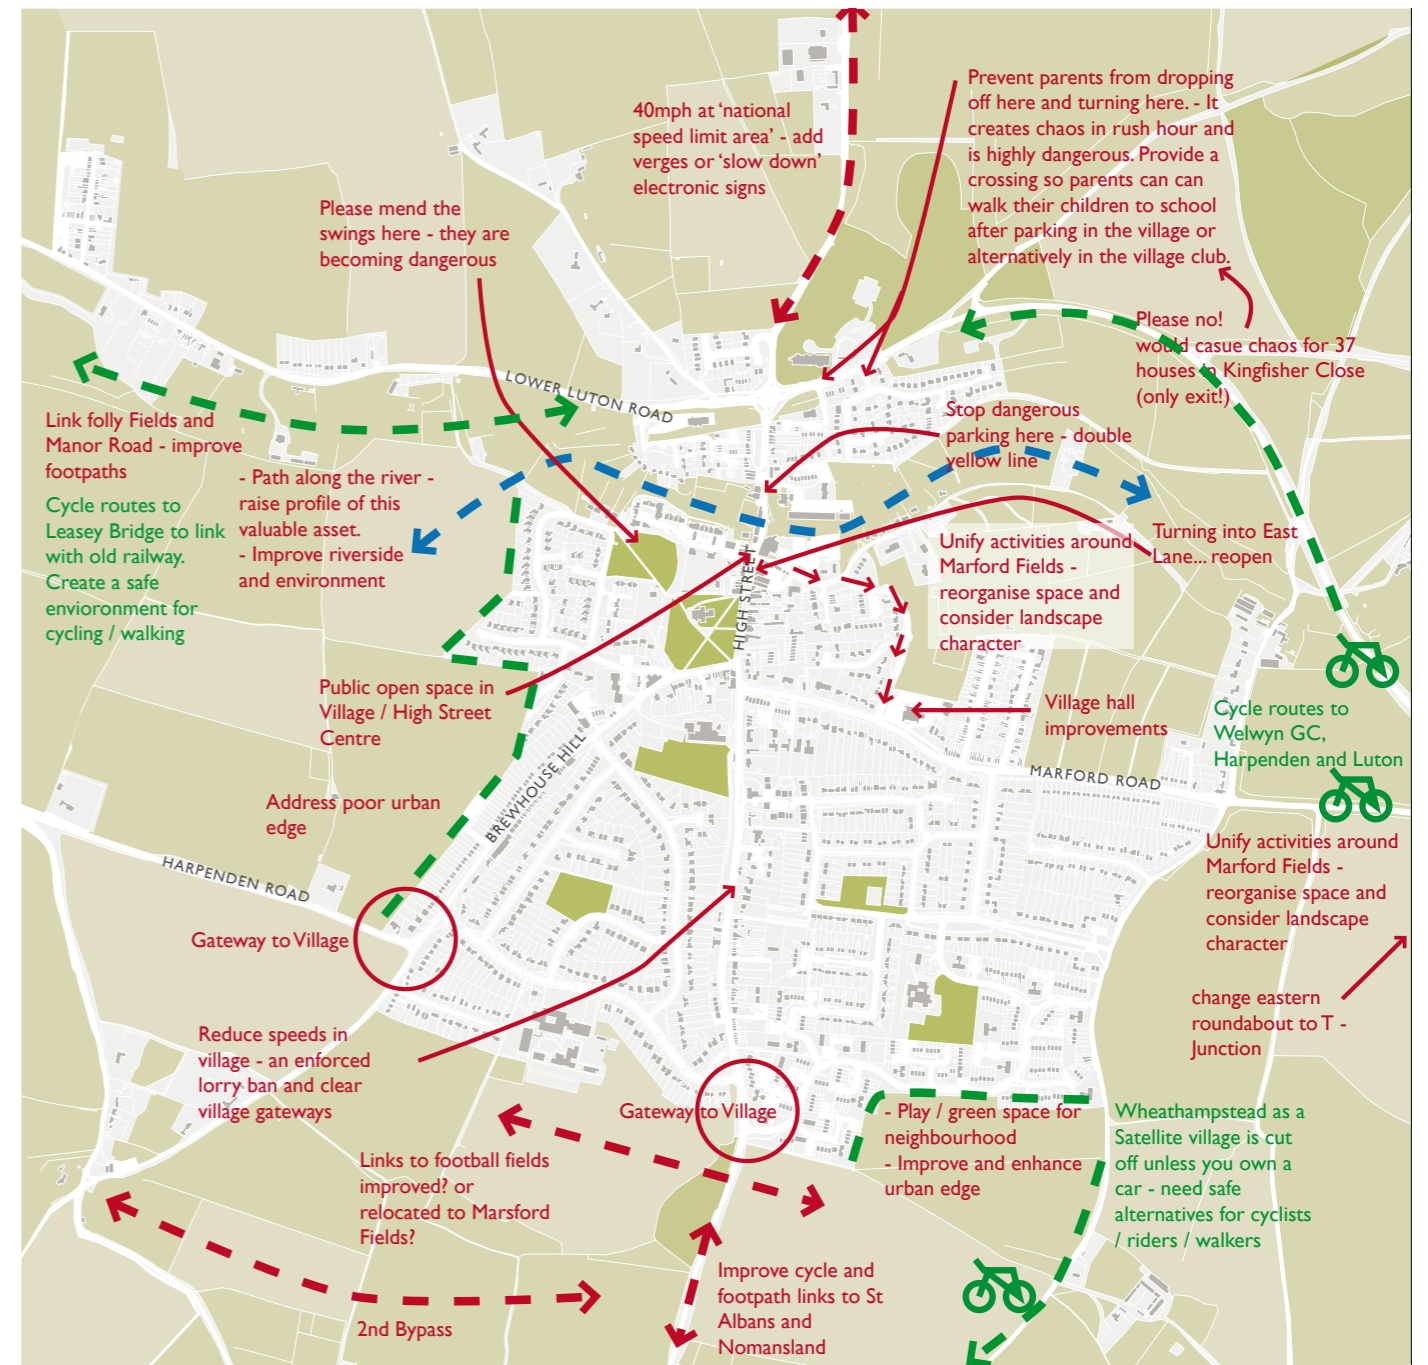 40mph at ‘national
speed limit area’ - add
verges or ‘slow down’
electronic signs
Prevent parents from dropping
off here and turning here. - It
creates chaos in rush hour and
is highly dangerous. Provide a
crossing so parents can can
walk their children to school
after parking in the village or
alternatively in the village club.
Please mend the
swings here - they are
becoming dangerous
Please no!
would casue chaos for 37
houses in Kingfisher Close
(only exit!)
LOWER LUTON ROAD
Link folly Fields and
Manor Road - improve
footpaths
Cycle routes to
Leasey Bridge to link
with old railway.
Create a safe
envioronment for
cycling / walking
- Path along the river -
raise profile of this
valuable asset.
- Improve riverside
and environment
Stop dangerous
parking here - double
yellow line
Turning into East
Lane... reopen
Unify activities around
Marford Fields -
reorganise space and
consider landscape
character
HIGH STREET
Public open space in
Village / High Street
Centre
Village hall
improvements
Cycle routes to
Welwyn GC,
Harpenden and Luton
MARFORD ROAD
BREWHOUSE HILL
Address poor urban
edge
HARPENDEN ROAD
Unify activities around
Marford Fields -
reorganise space and
consider landscape
character
Gateway to Village
change eastern
roundabout to T -
Junction
Reduce speeds in
village - an enforced
lorry ban and clear
village gateways
Gateway to Village
- Play / green space for
neighbourhood
- Improve and enhance
urban edge
Wheathampstead as a
Satellite village is cut
off unless you own a
car - need safe
alternatives for cyclists
/ riders / walkers
Links to football fields
improved? or
relocated to Marsford
Fields?
2nd Bypass
Improve cycle and
footpath links to St
Albans and
Nomansland